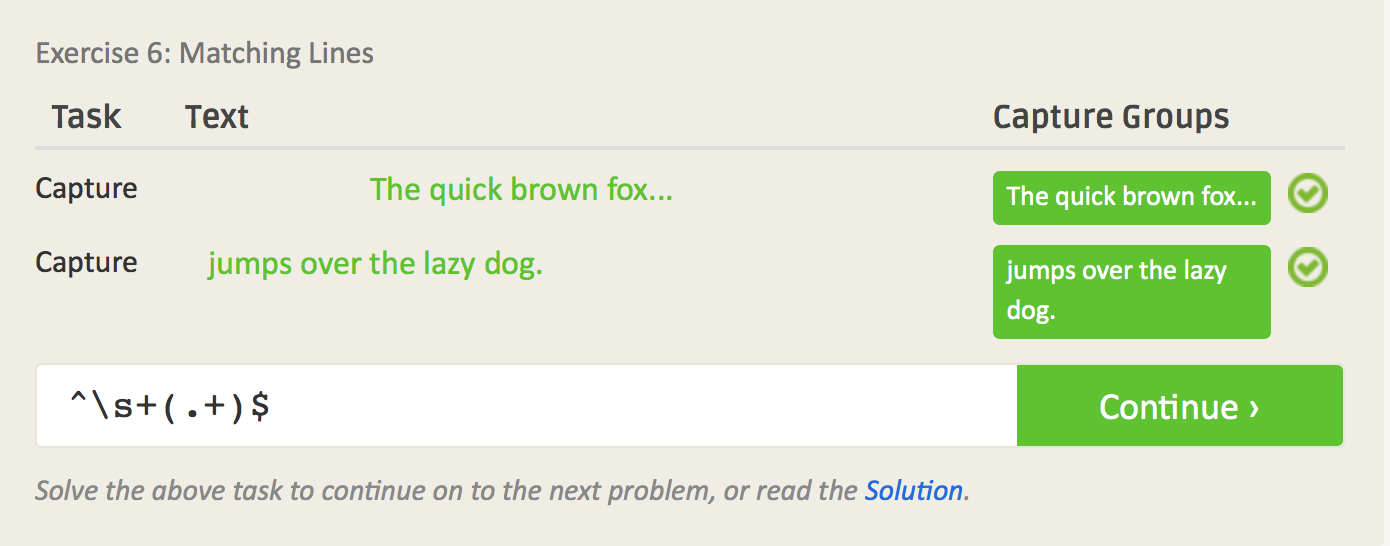 Exercise 6: Matching Lines
Task Text Capture Groups
Capture The quick brown fox... The quick brown fox...
Capture jumps over the lazy dog. jumps over the lazy
dog.
^\s+(.+)$ Continue ›
Solve the above task to continue on to the next problem, or read the Solution.